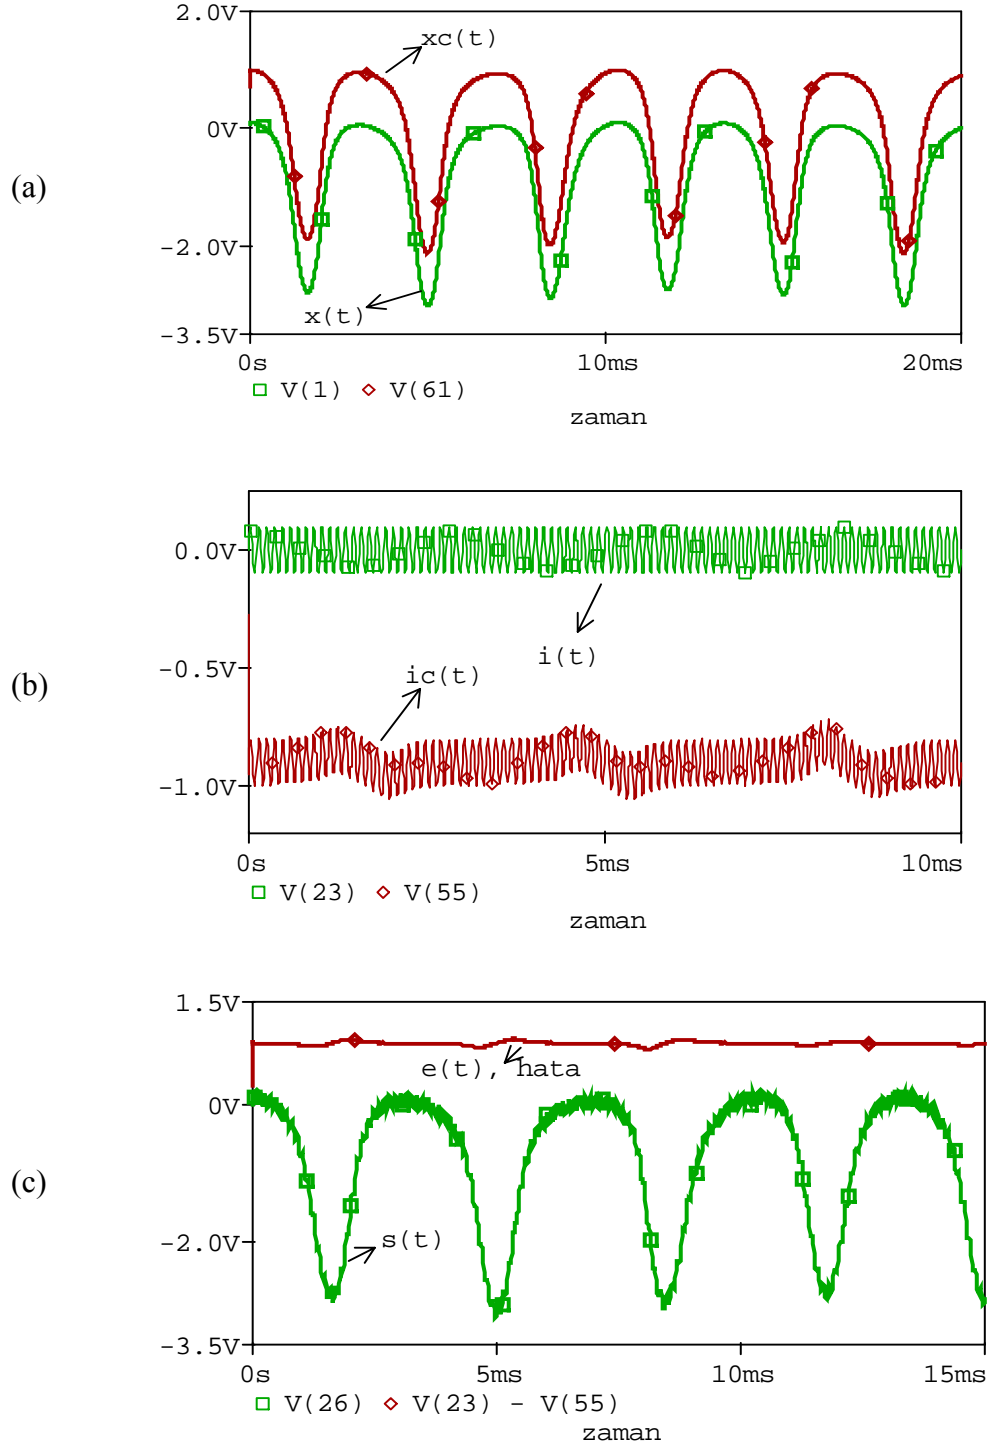 (a)
2.0V
xc(t)
0V
-2.0V
x(t)
-3.5V
0s 10ms 20ms
V(1) V(61)
zaman
(b)
0.0V
i(t)
-0.5V
ic(t)
-1.0V
0s 5ms 10ms
V(23) V(55)
zaman
(c)
1.5V
e(t), hata
0V
s(t)
-2.0V
-3.5V
0s 5ms 10ms 15ms
V(26) V(23) - V(55)
zaman